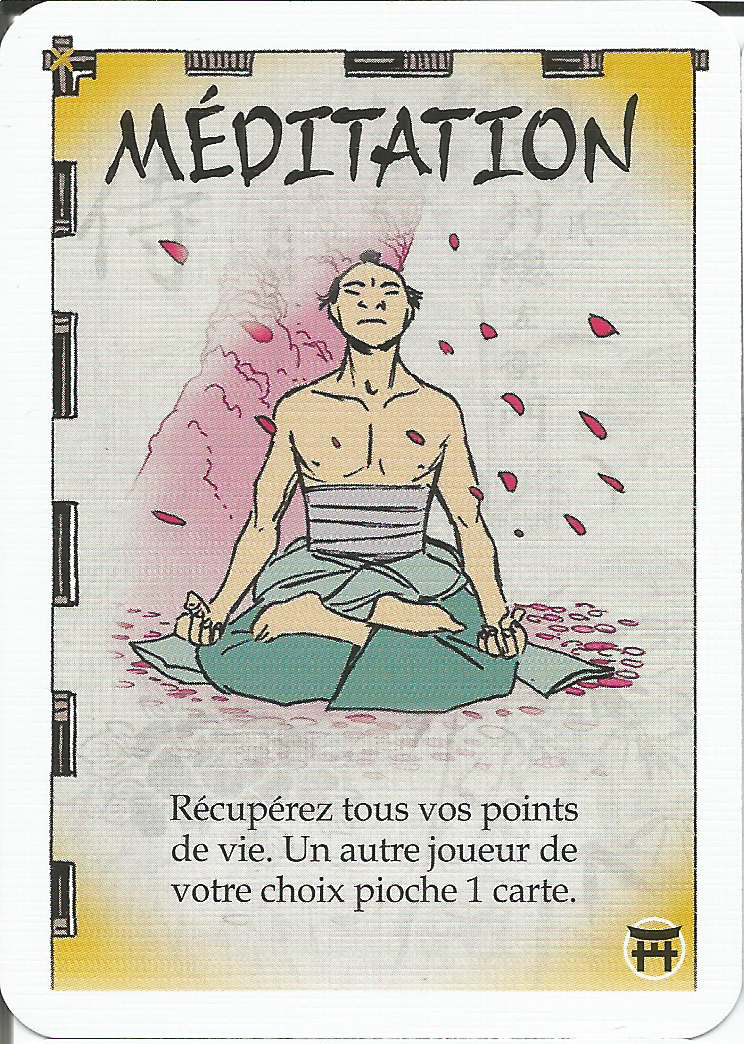 MÉDITATION
Récupérez tous vos points
de vie. Un autre joueur de
votre choix pioche 1 carte.